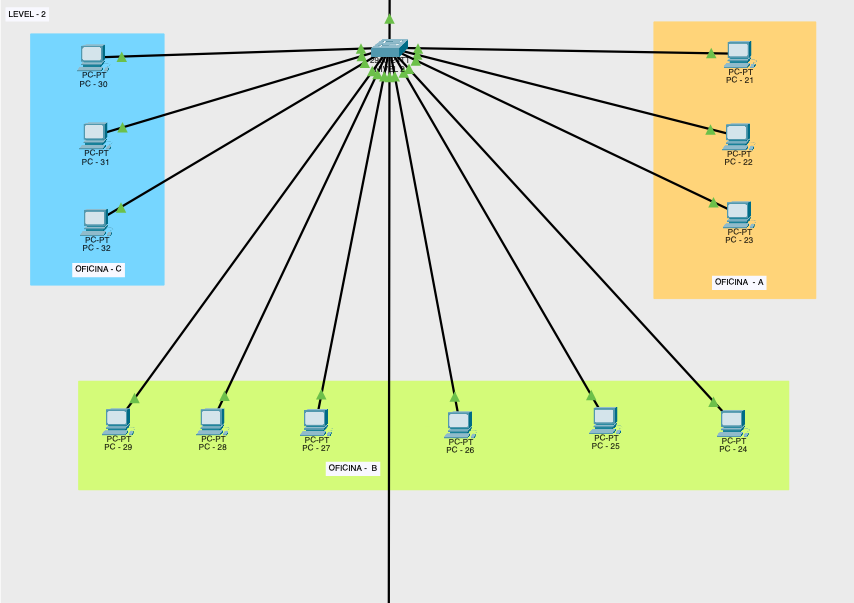 LEVEL - 2
PC-PT
PC - 30
PC-PT
PC - 31
PC-PT
PC - 32
OFICINA - C
PC-PT
PC - 21
PC-PT
PC - 22
PC-PT
PC - 23
OFICINA - A
PC-PT
PC - 29
PC-PT
PC - 28
PC-PT
PC - 27
PC-PT
PC - 26
PC-PT
PC - 25
PC-PT
PC - 24
OFICINA - B